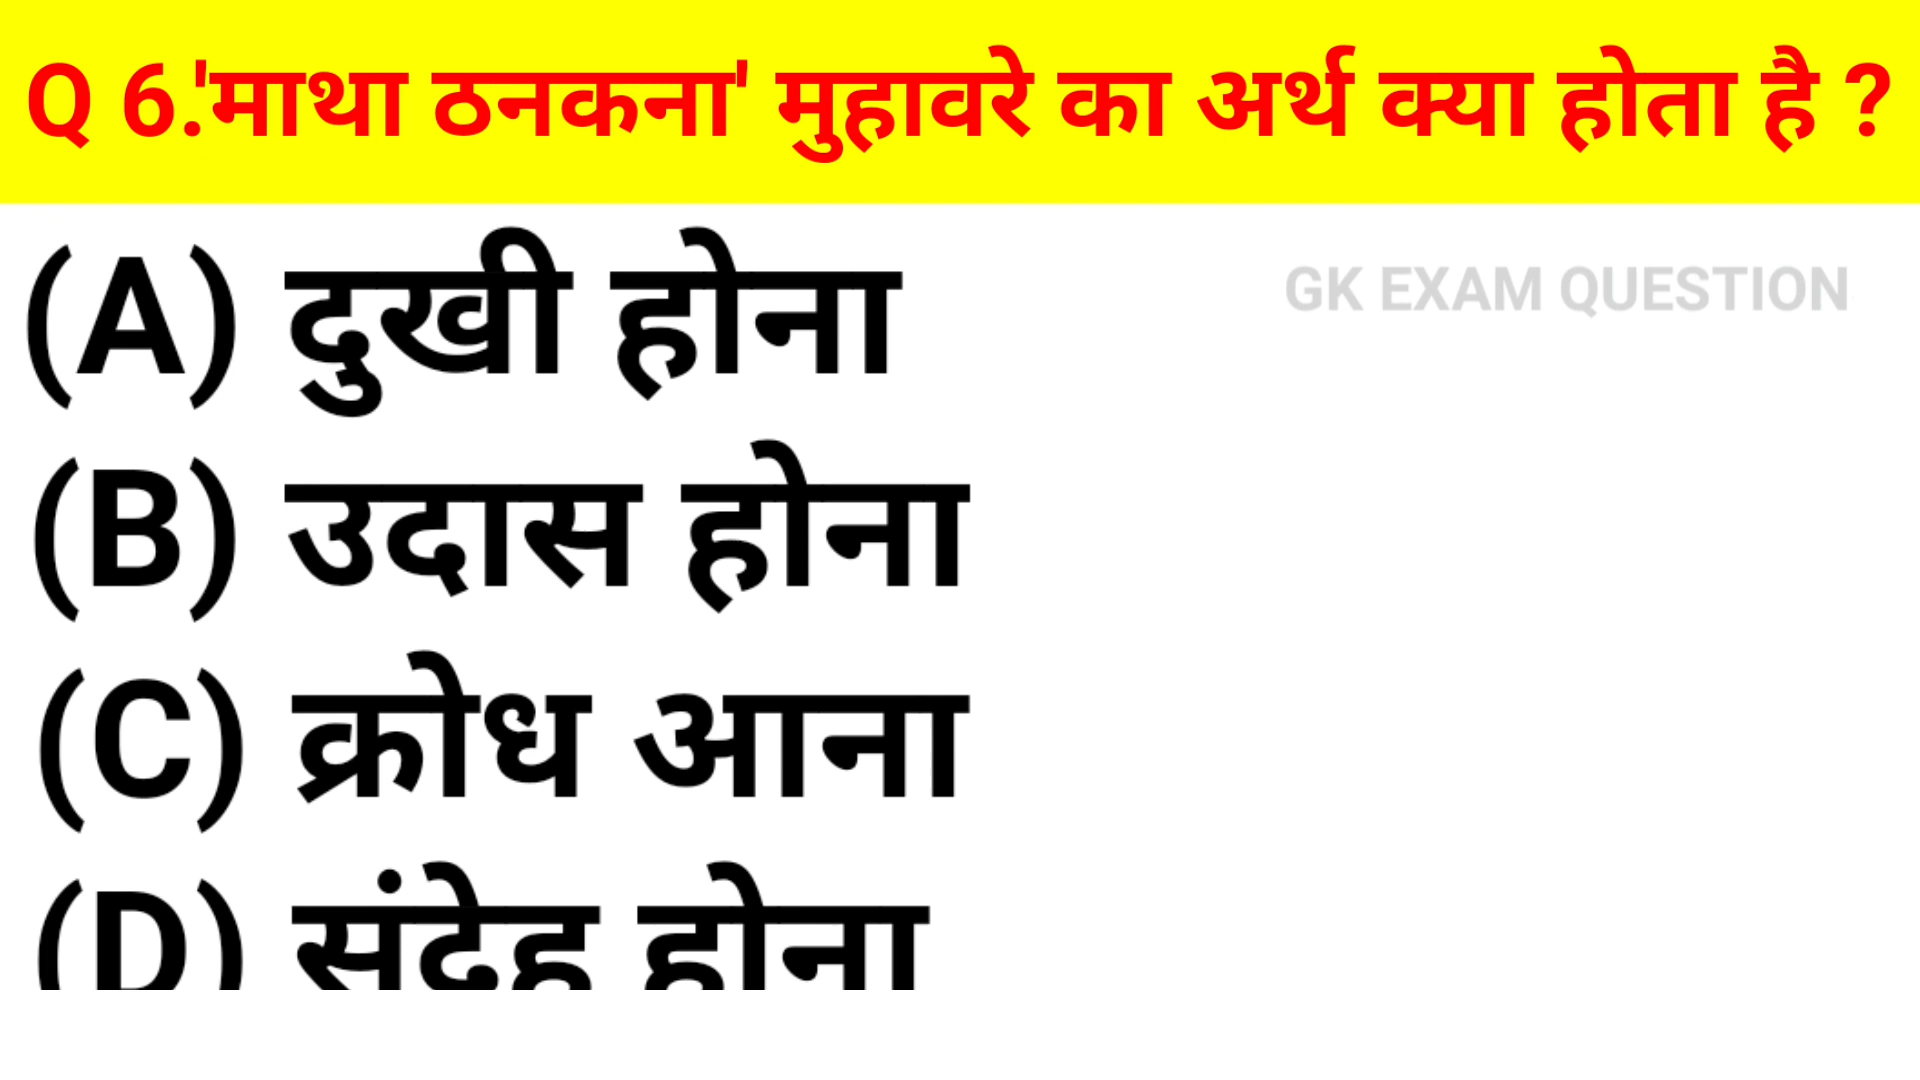 Q 6.'माथा ठनकना' मुहावरे का अर्थ क्या होता है ?
(A) दुखी होना
GK EXAM QUESTION
(B) उदास होना
(C) क्रोध आना
(D) संदेह होना